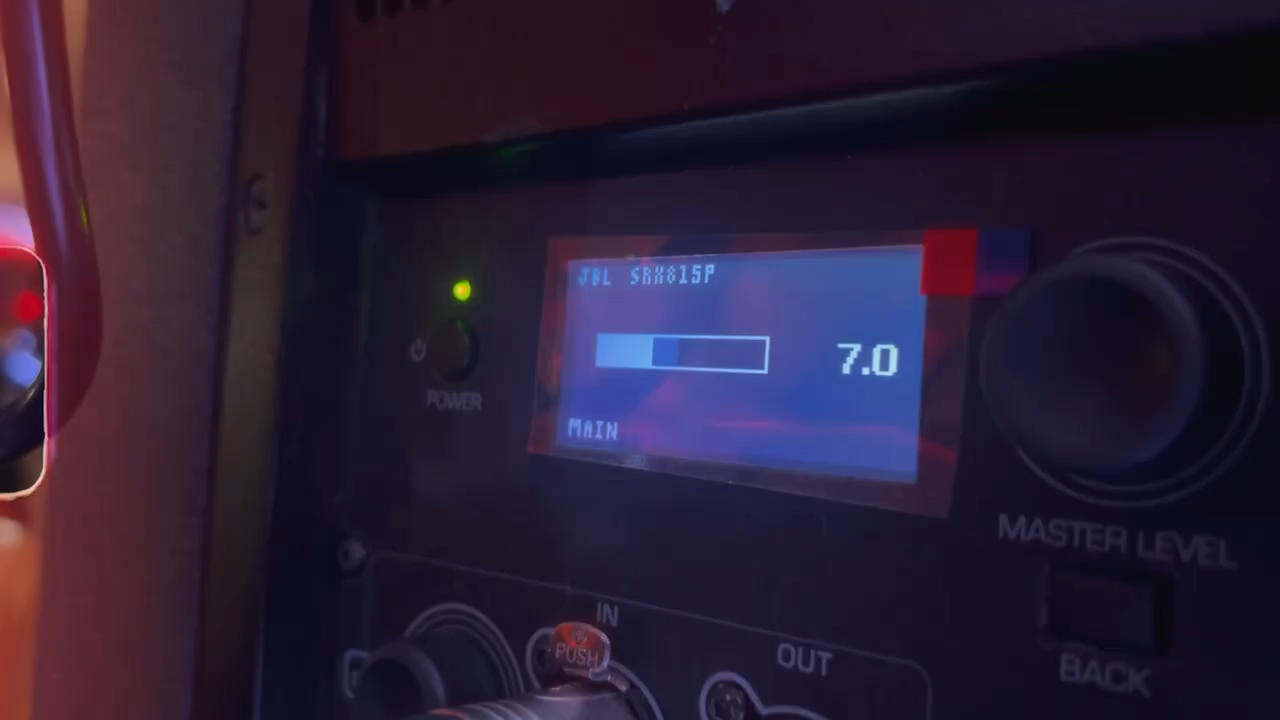 JBL SRX815P
7.0
MAIN
POWER
MASTER LEVEL
BACK
IN
PUSH
OUT